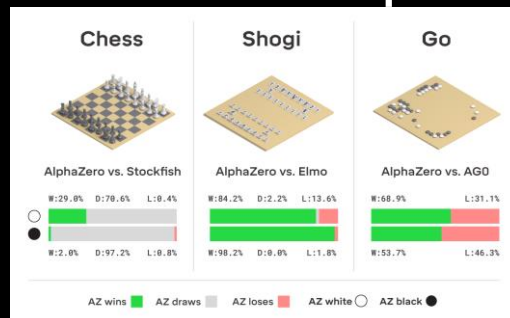 Chess
Shogi
Go
AlphaZero vs. Stockfish
AlphaZero vs. Elmo
AlphaZero vs. AG0
W:29.0% D:70.6% L:0.4%
W:84.2% D:2.2% L:13.6%
W:68.9% L:31.1%
W:2.0% D:97.2% L:0.8%
W:98.2% D:0.0% L:1.8%
W:53.7% L:46.3%
AZ wins AZ draws AZ loses AZ white AZ black